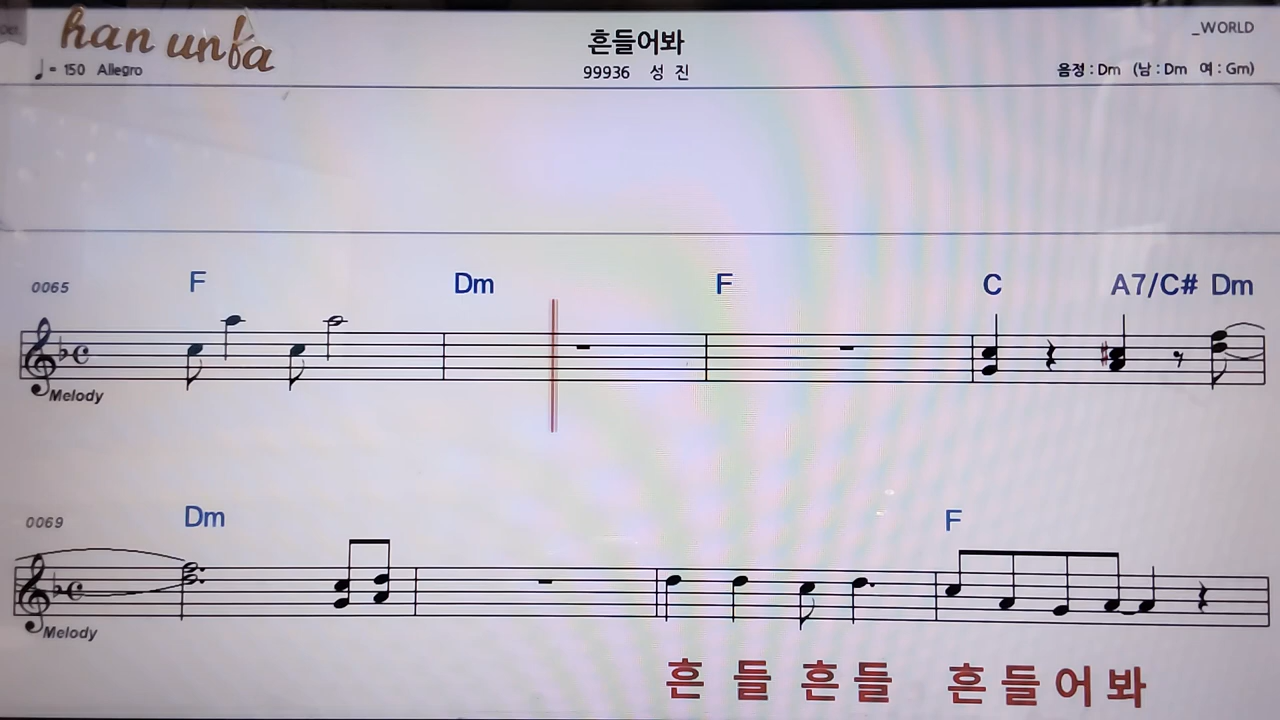 han unba
흔들어봐
_WORLD
♩= 150 Allegro
99936 성 진
음정 : Dm (남 : Dm 여 : Gm)
0065 F Dm F C A7/C# Dm
Melody
0069 Dm F
Melody
흔 들 흔 들 흔 들 어 봐